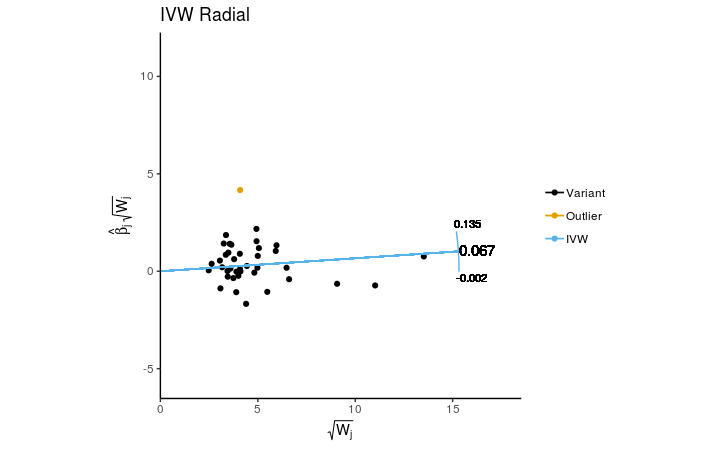 IVW Radial
10
5
0
-5
β̂j√Wj
0
5
10
15
√Wj
0.135
0.067
-0.002
Variant
Outlier
IVW